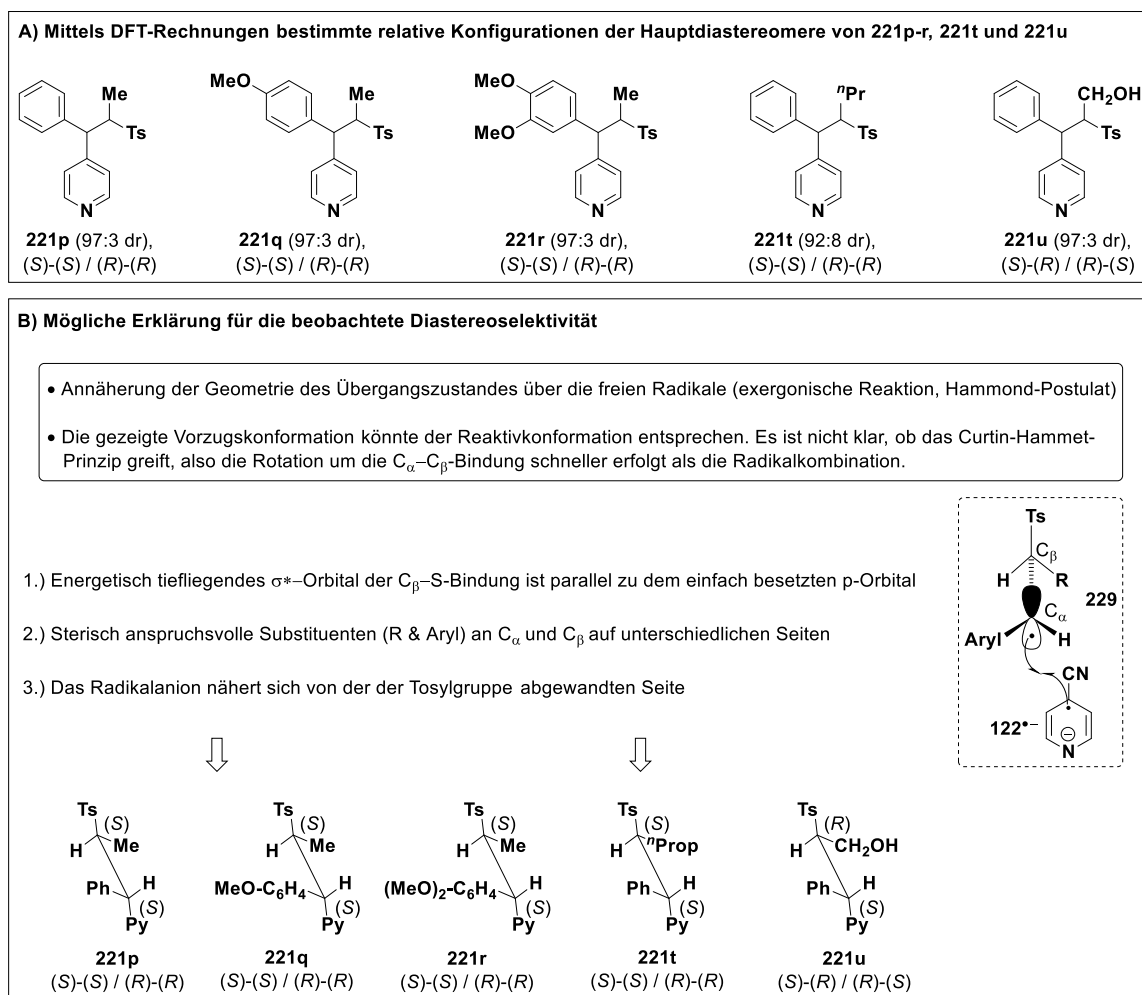 A) Mittels DFT-Rechnungen bestimmte relative Konfigurationen der Hauptdiastereomere von 221p-r, 221t und 221u
Me
Ts
N
221p (97:3 dr),
(S)-(S) / (R)-(R)
MeO
Me
Ts
N
221q (97:3 dr),
(S)-(S) / (R)-(R)
MeO
MeO
Me
Ts
N
221r (97:3 dr),
(S)-(S) / (R)-(R)
nPr
Ts
N
221t (92:8 dr),
(S)-(S) / (R)-(R)
CH2OH
Ts
N
221u (97:3 dr),
(S)-(R) / (R)-(S)
B) Mögliche Erklärung für die beobachtete Diastereoselektivität
• Annäherung der Geometrie des Übergangszustandes über die freien Radikale (exergonische Reaktion, Hammond-Postulat)
• Die gezeigte Vorzugskonformation könnte der Reaktivkonformation entsprechen. Es ist nicht klar, ob das Curtin-Hammet-
Prinzip greift, also die Rotation um die Cα–Cβ-Bindung schneller erfolgt als die Radikalkombination.
1.) Energetisch tiefliegendes σ*–Orbital der Cβ–S-Bindung ist parallel zu dem einfach besetzten p-Orbital
2.) Sterisch anspruchsvolle Substituenten (R & Aryl) an Cα und Cβ auf unterschiedlichen Seiten
3.) Das Radikalanion nähert sich von der der Tosylgruppe abgewandten Seite
Ts
Cβ
H
R
229
Cα
Aryl
H
CN
122•–
N
Ts
(S)
H
Me
Ph
H
(S)
Py
221p
(S)-(S) / (R)-(R)
Ts
(S)
H
Me
MeO-C6H4
H
(S)
Py
221q
(S)-(S) / (R)-(R)
Ts
(S)
H
Me
(MeO)2-C6H4
H
(S)
Py
221r
(S)-(S) / (R)-(R)
Ts
(S)
H
nProp
Ph
H
(S)
Py
221t
(S)-(S) / (R)-(R)
Ts
(R)
H
CH2OH
Ph
H
(S)
Py
221u
(S)-(R) / (R)-(S)